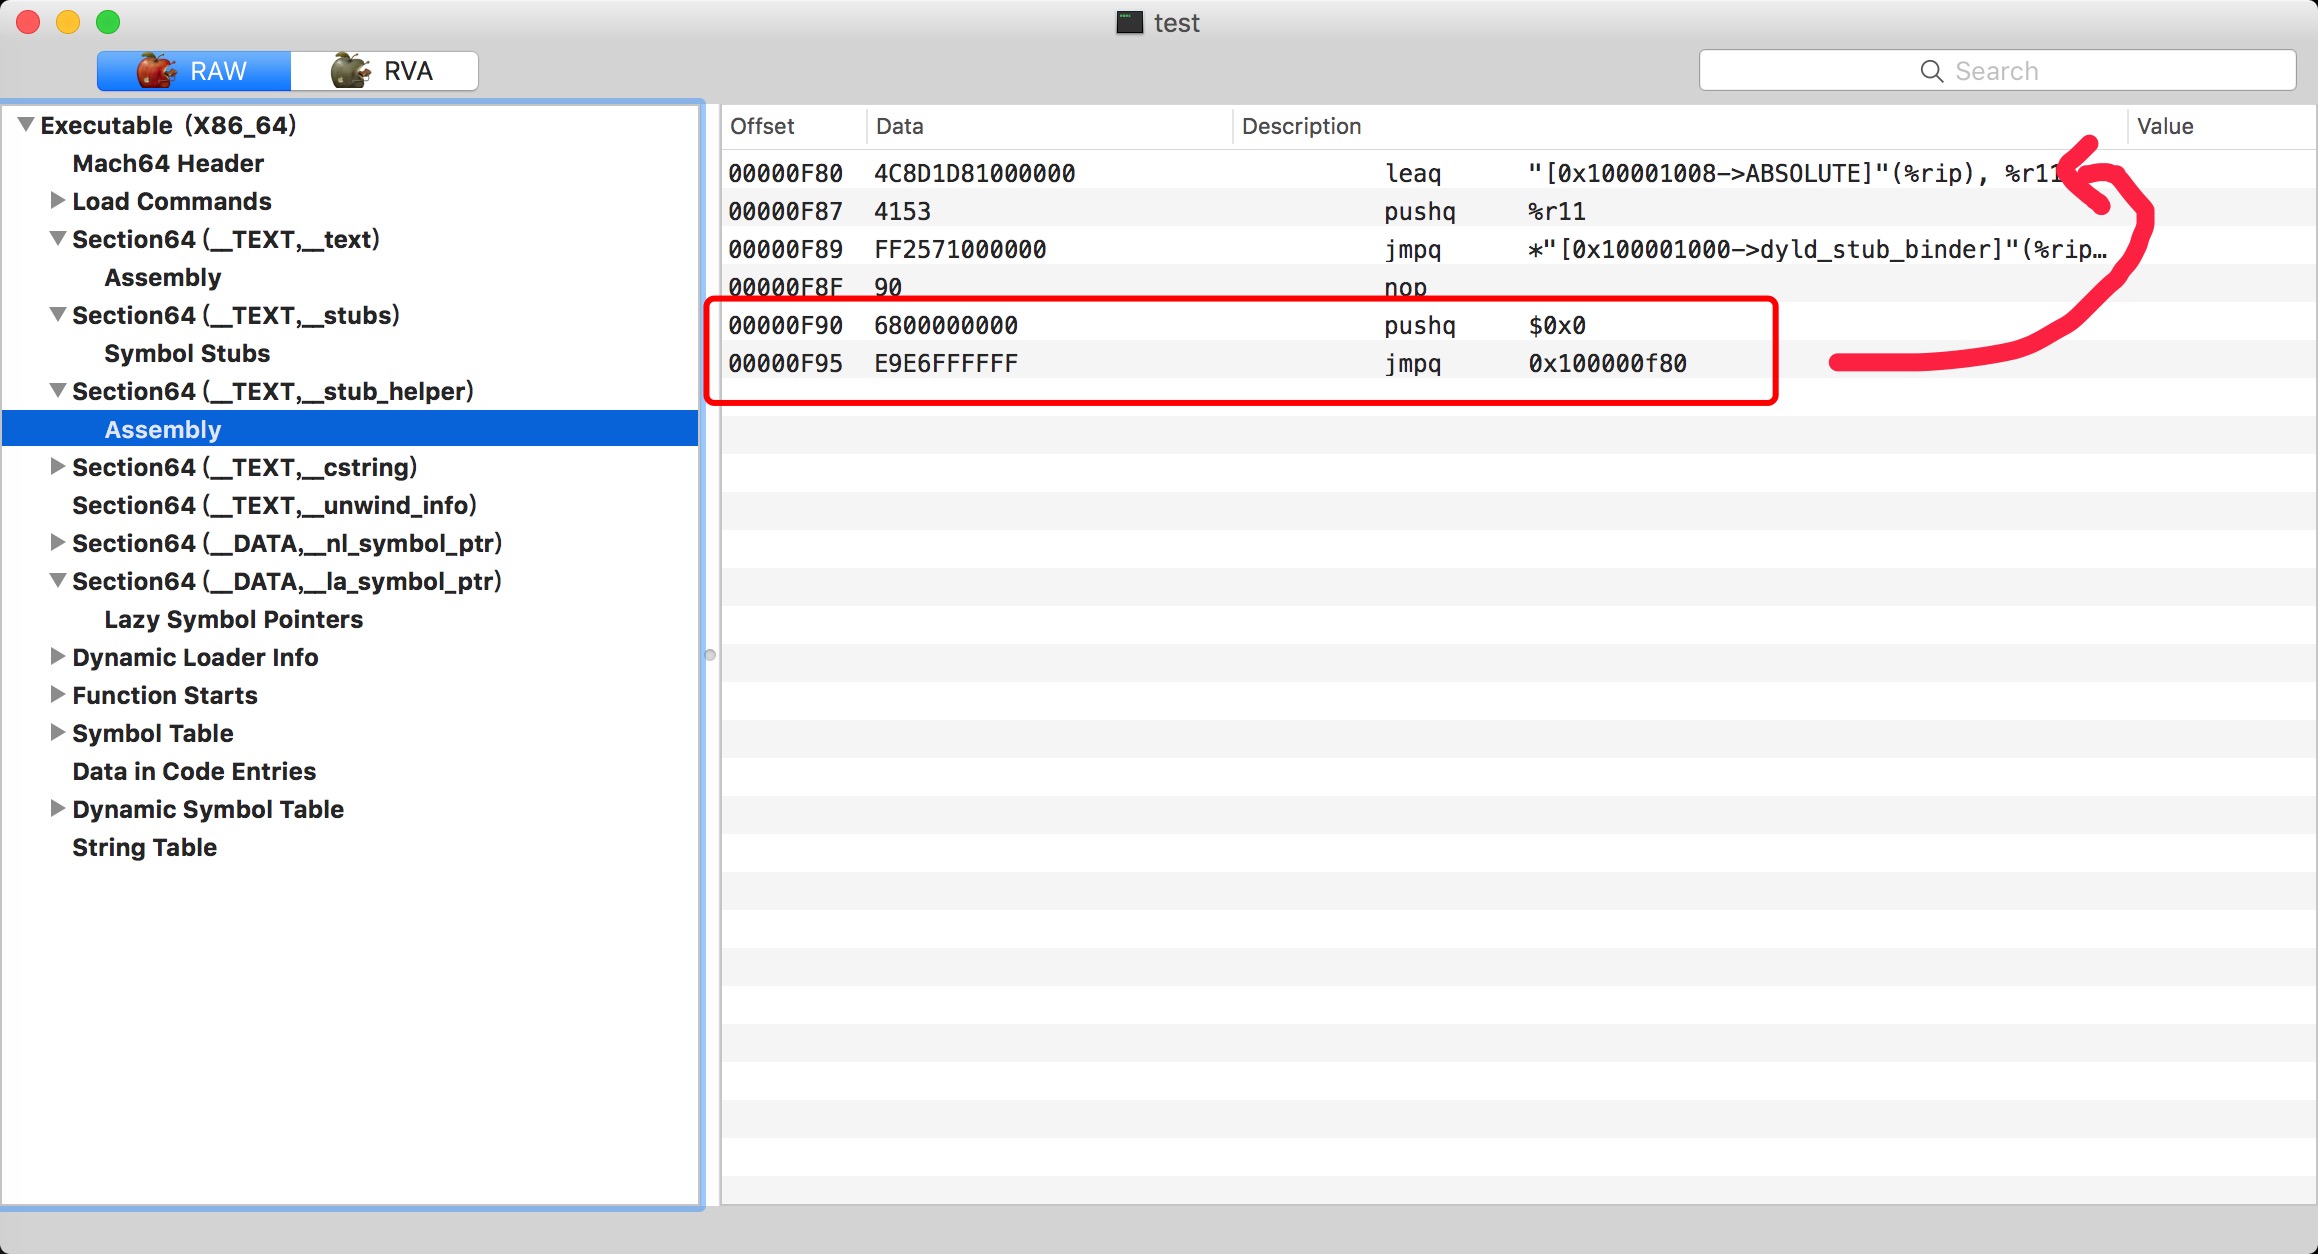 test
RAW RVA Search
Executable (X86_64)
Mach64 Header
Load Commands
Section64 (__TEXT,__text)
Assembly
Section64 (__TEXT,__stubs)
Symbol Stubs
Section64 (__TEXT,__stub_helper)
Assembly
Section64 (__TEXT,__cstring)
Section64 (__TEXT,__unwind_info)
Section64 (__DATA,__nl_symbol_ptr)
Section64 (__DATA,__la_symbol_ptr)
Lazy Symbol Pointers
Dynamic Loader Info
Function Starts
Symbol Table
Data in Code Entries
Dynamic Symbol Table
String Table
Offset Data Description Value
00000F80 4C8D1D81000000 leaq "[0x100001008->ABSOLUTE]"(%rip), %r11
00000F87 4153 pushq %r11
00000F89 FF2571000000 jmpq *"[0x100001000->dyld_stub_binder]"(%rip…
00000F8F 90 nop
00000F90 6800000000 pushq $0x0
00000F95 E9E6FFFFFF jmpq 0x100000f80